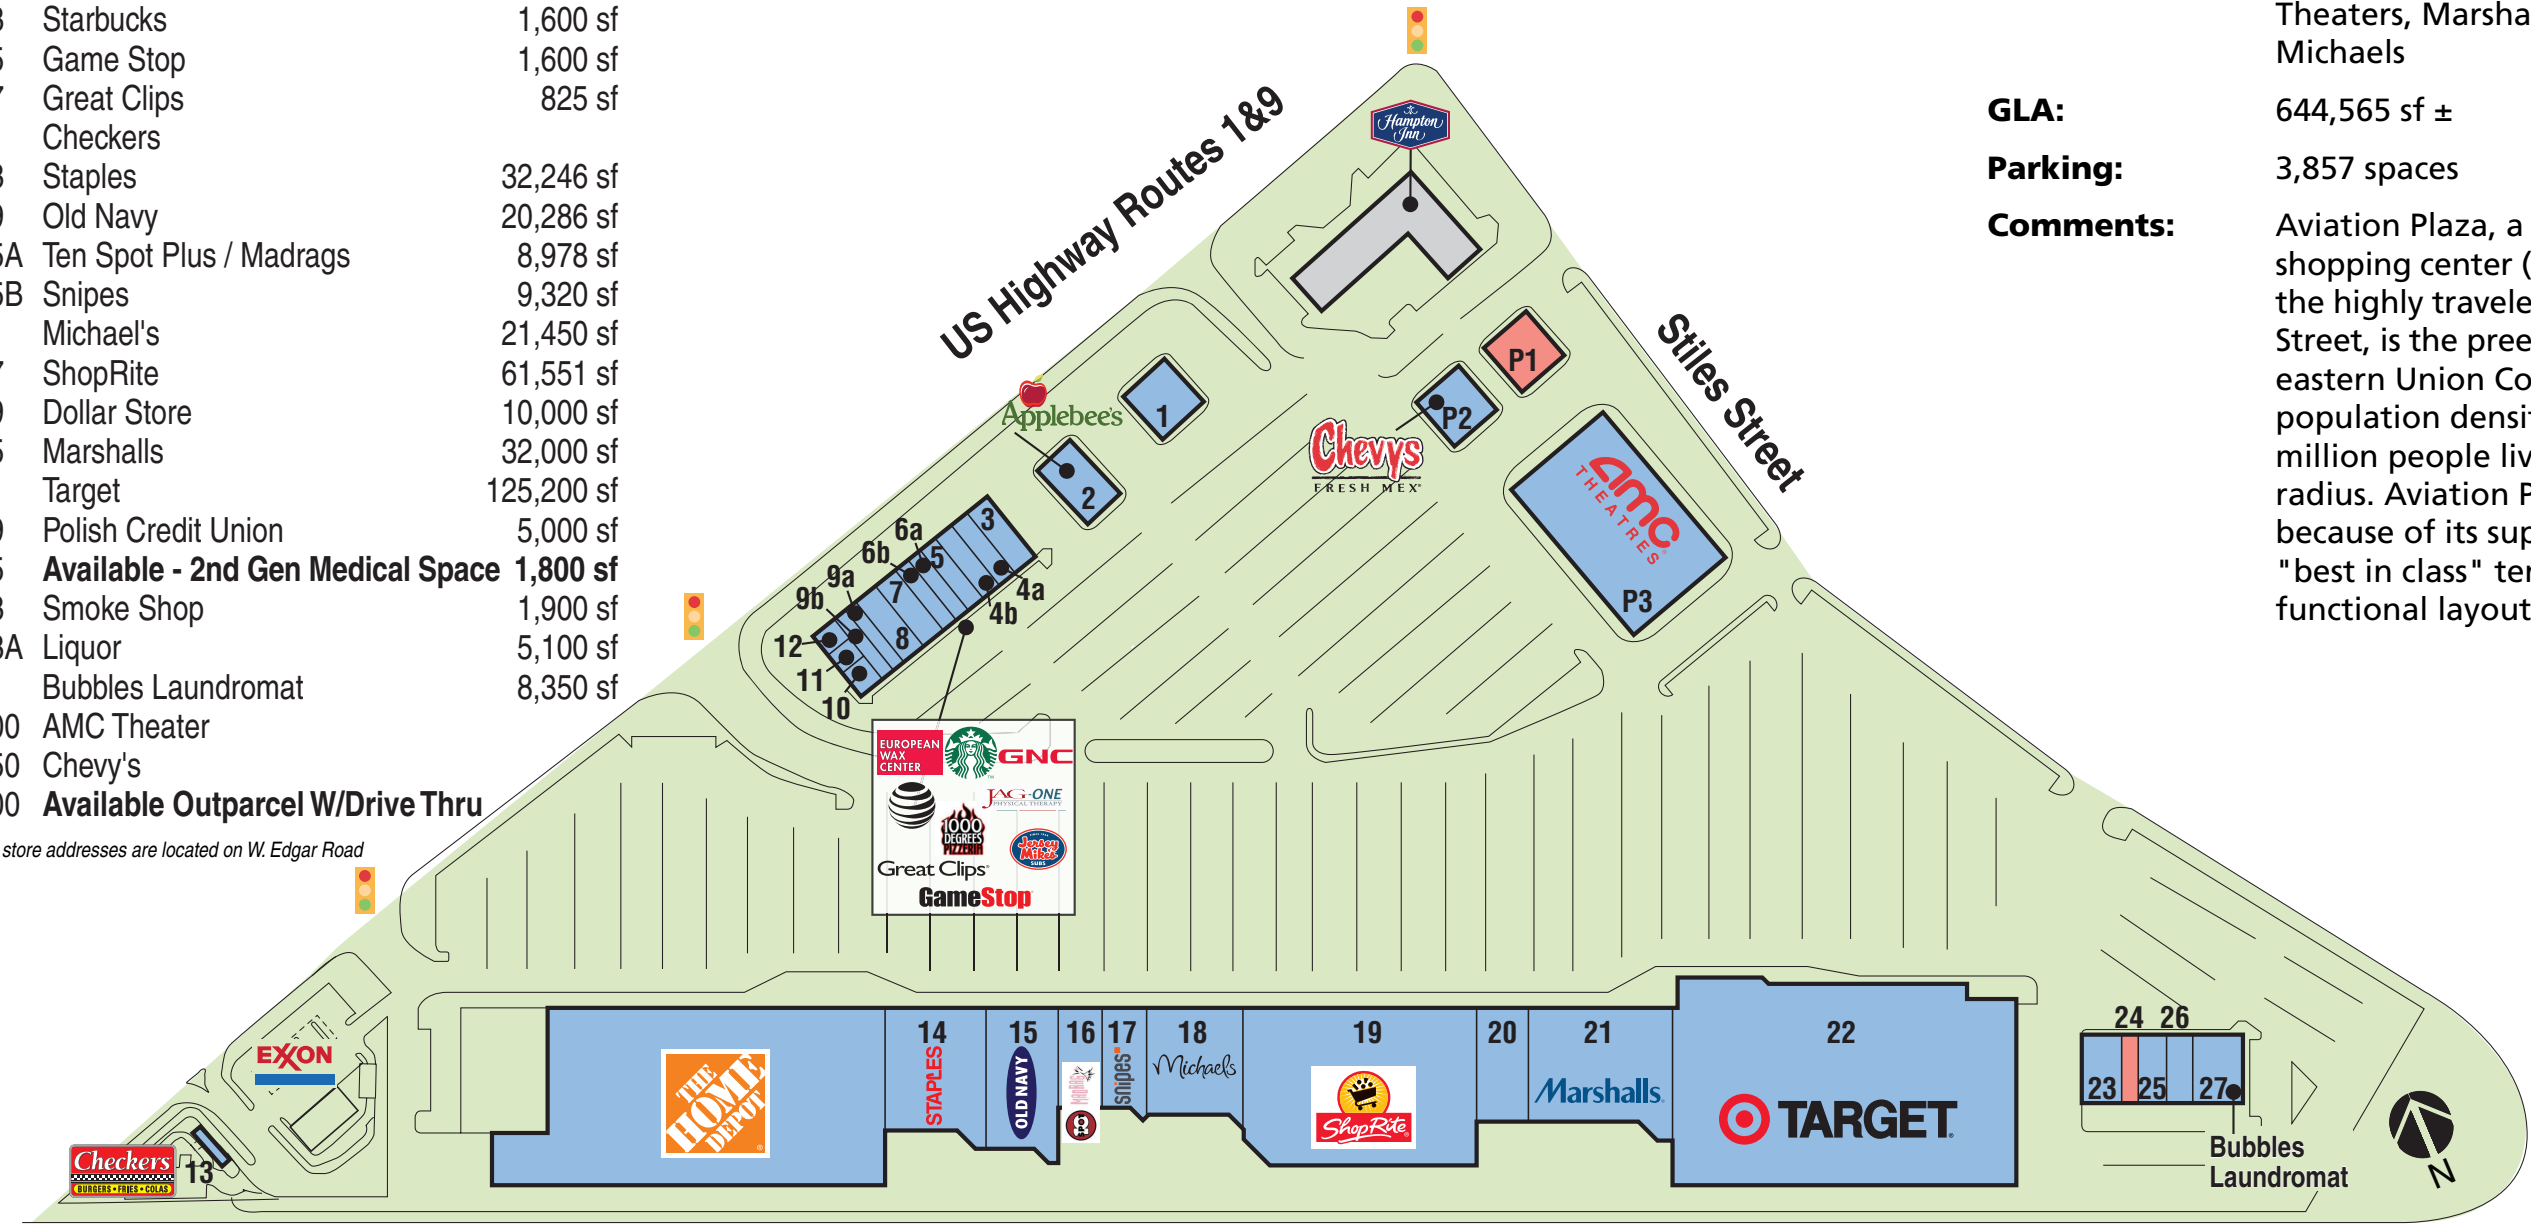 Starbucks 1,600 sf
Game Stop 1,600 sf
Great Clips 825 sf
Checkers
Staples 32,246 sf
Old Navy 20,286 sf
Ten Spot Plus / Madrags 8,978 sf
Snipes 9,320 sf
Michael's 21,450 sf
ShopRite 61,551 sf
Dollar Store 10,000 sf
Marshalls 32,000 sf
Target 125,200 sf
Polish Credit Union 5,000 sf
Available - 2nd Gen Medical Space 1,800 sf
Smoke Shop 1,900 sf
Liquor 5,100 sf
Bubbles Laundromat 8,350 sf
AMC Theater
Chevy's
Available Outparcel W/Drive Thru
store addresses are located on W. Edgar Road
Theaters, Marsha
Michaels
GLA: 644,565 sf ±
Parking: 3,857 spaces
Comments: Aviation Plaza, a
shopping center (
the highly travele
Street, is the pree
eastern Union Co
population densi
million people liv
radius. Aviation P
because of its sup
"best in class" ter
functional layout
US Highway Routes 1&9
Stiles Street
Hampton
Inn
Applebee's
1
2
P1
P2
Chevys
FRESH MEX
amc
THEATRES
P3
3
6a
5
6b
7
9a
9b
8
4a
4b
12
11
10
EUROPEAN
WAX
CENTER
GNC
JAG-ONE
PHYSICAL THERAPY
1000
DEGREES
PIZZERIA
Jersey
Mike's
SUBS
Great Clips
GameStop
EXXON
Checkers
BURGERS • FRIES • COLAS
13
THE
HOME
DEPOT
14
STAPLES
15
OLD NAVY
16
17
snipes
18
Michaels
19
ShopRite
20
21
Marshalls
22
TARGET
24 26
23 25 27
Bubbles
Laundromat
N